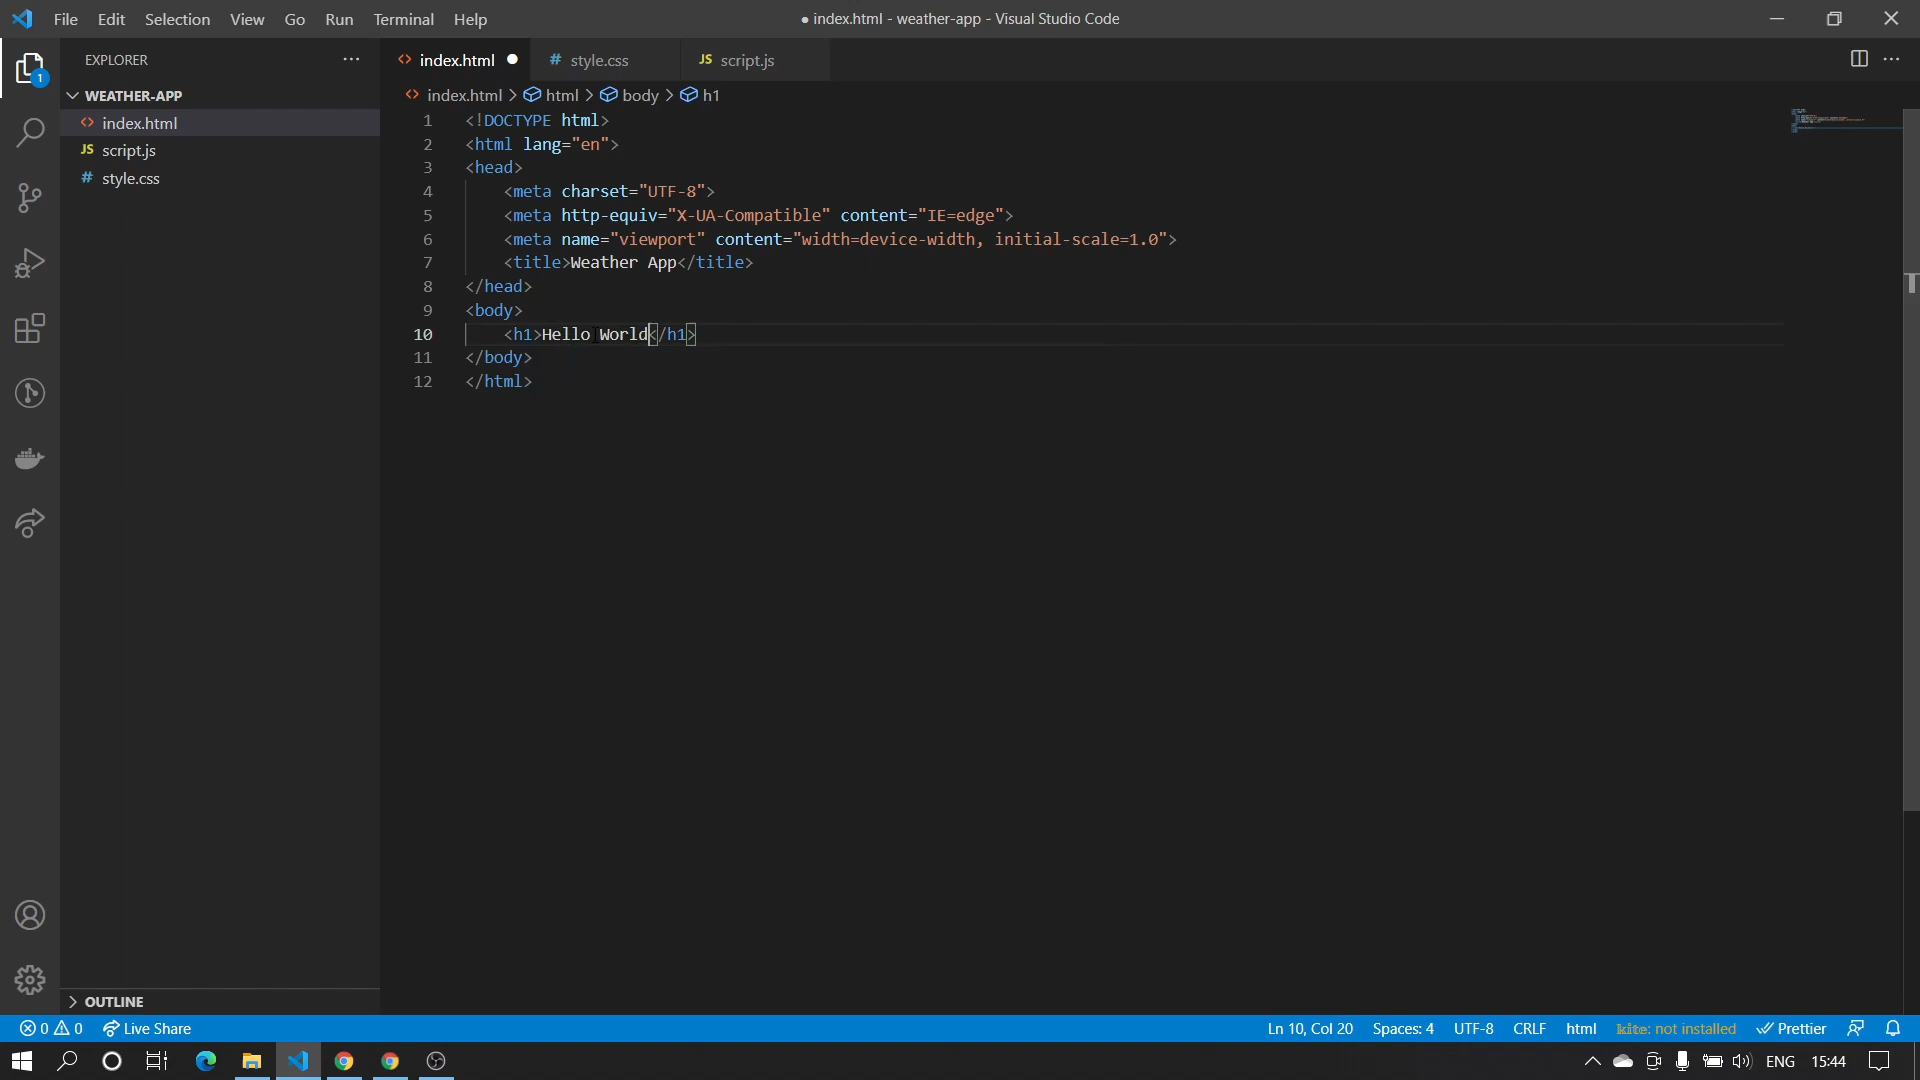 File Edit Selection View Go Run Terminal Help
● index.html - weather-app - Visual Studio Code
EXPLORER
1
WEATHER-APP
<> index.html
JS script.js
# style.css
OUTLINE
<> index.html ●
# style.css
JS script.js
<> index.html > html > body > h1
1 <!DOCTYPE html>
2 <html lang="en">
3 <head>
4 <meta charset="UTF-8">
5 <meta http-equiv="X-UA-Compatible" content="IE=edge">
6 <meta name="viewport" content="width=device-width, initial-scale=1.0">
7 <title>Weather App</title>
8 </head>
9 <body>
10 <h1>Hello World</h1>
11 </body>
12 </html>
0 0 Live Share
Ln 10, Col 20 Spaces: 4 UTF-8 CRLF html kite: not installed Prettier
ENG 15:44